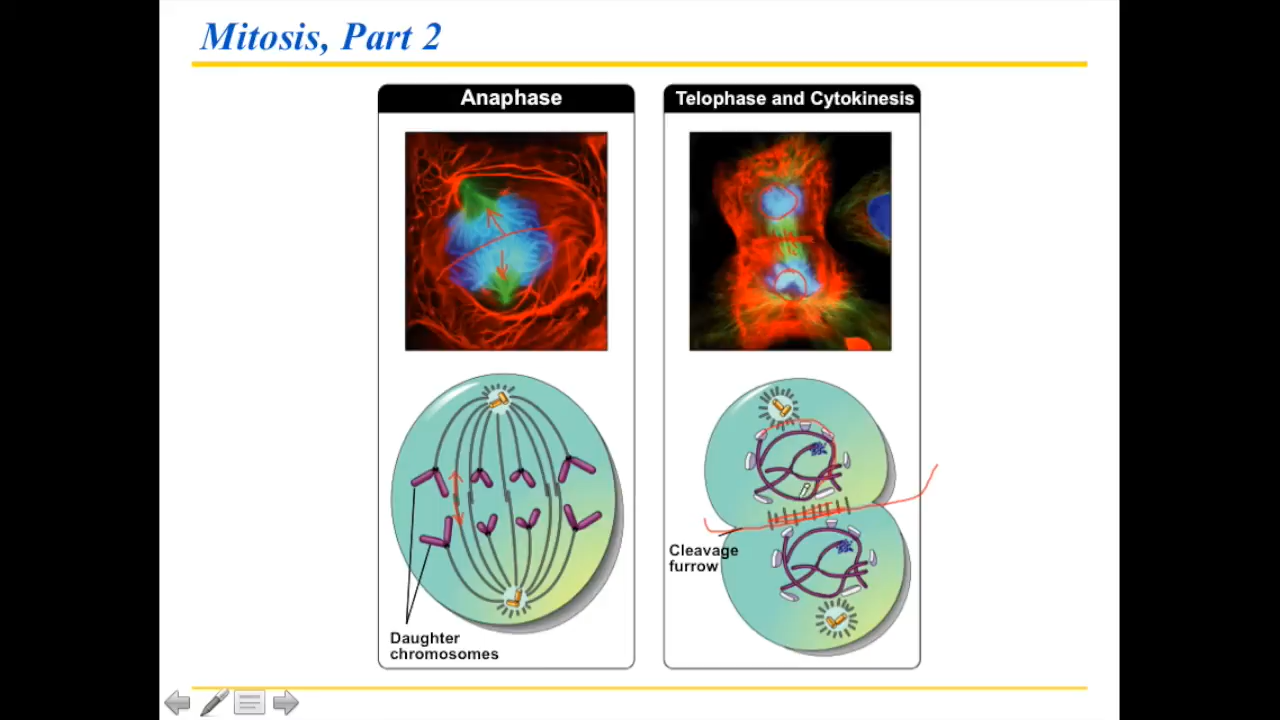 Mitosis, Part 2
Anaphase
Telophase and Cytokinesis
Cleavage
furrow
Daughter
chromosomes